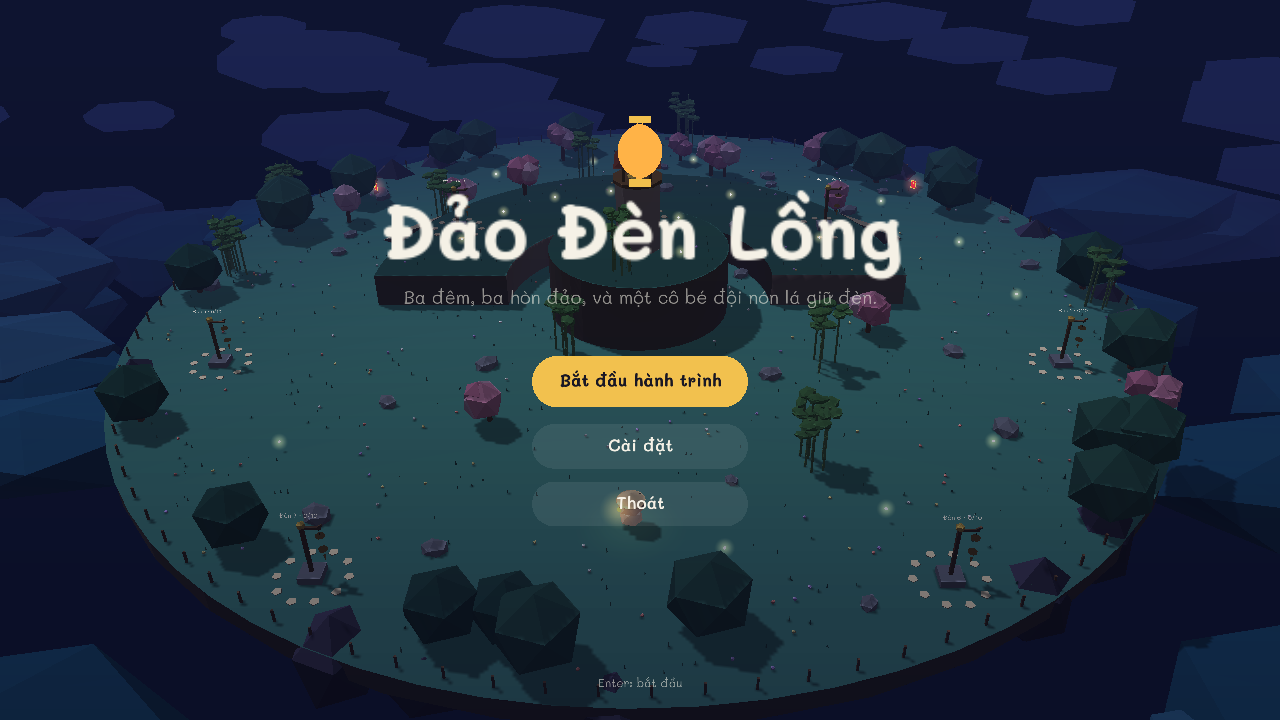 Đảo Đèn Lồng
Ba đêm, ba hòn đảo, và một cô bé đội nón lá giữ đèn.
Bắt đầu hành trình
Cài đặt
Thoát
Enter: bắt đầu